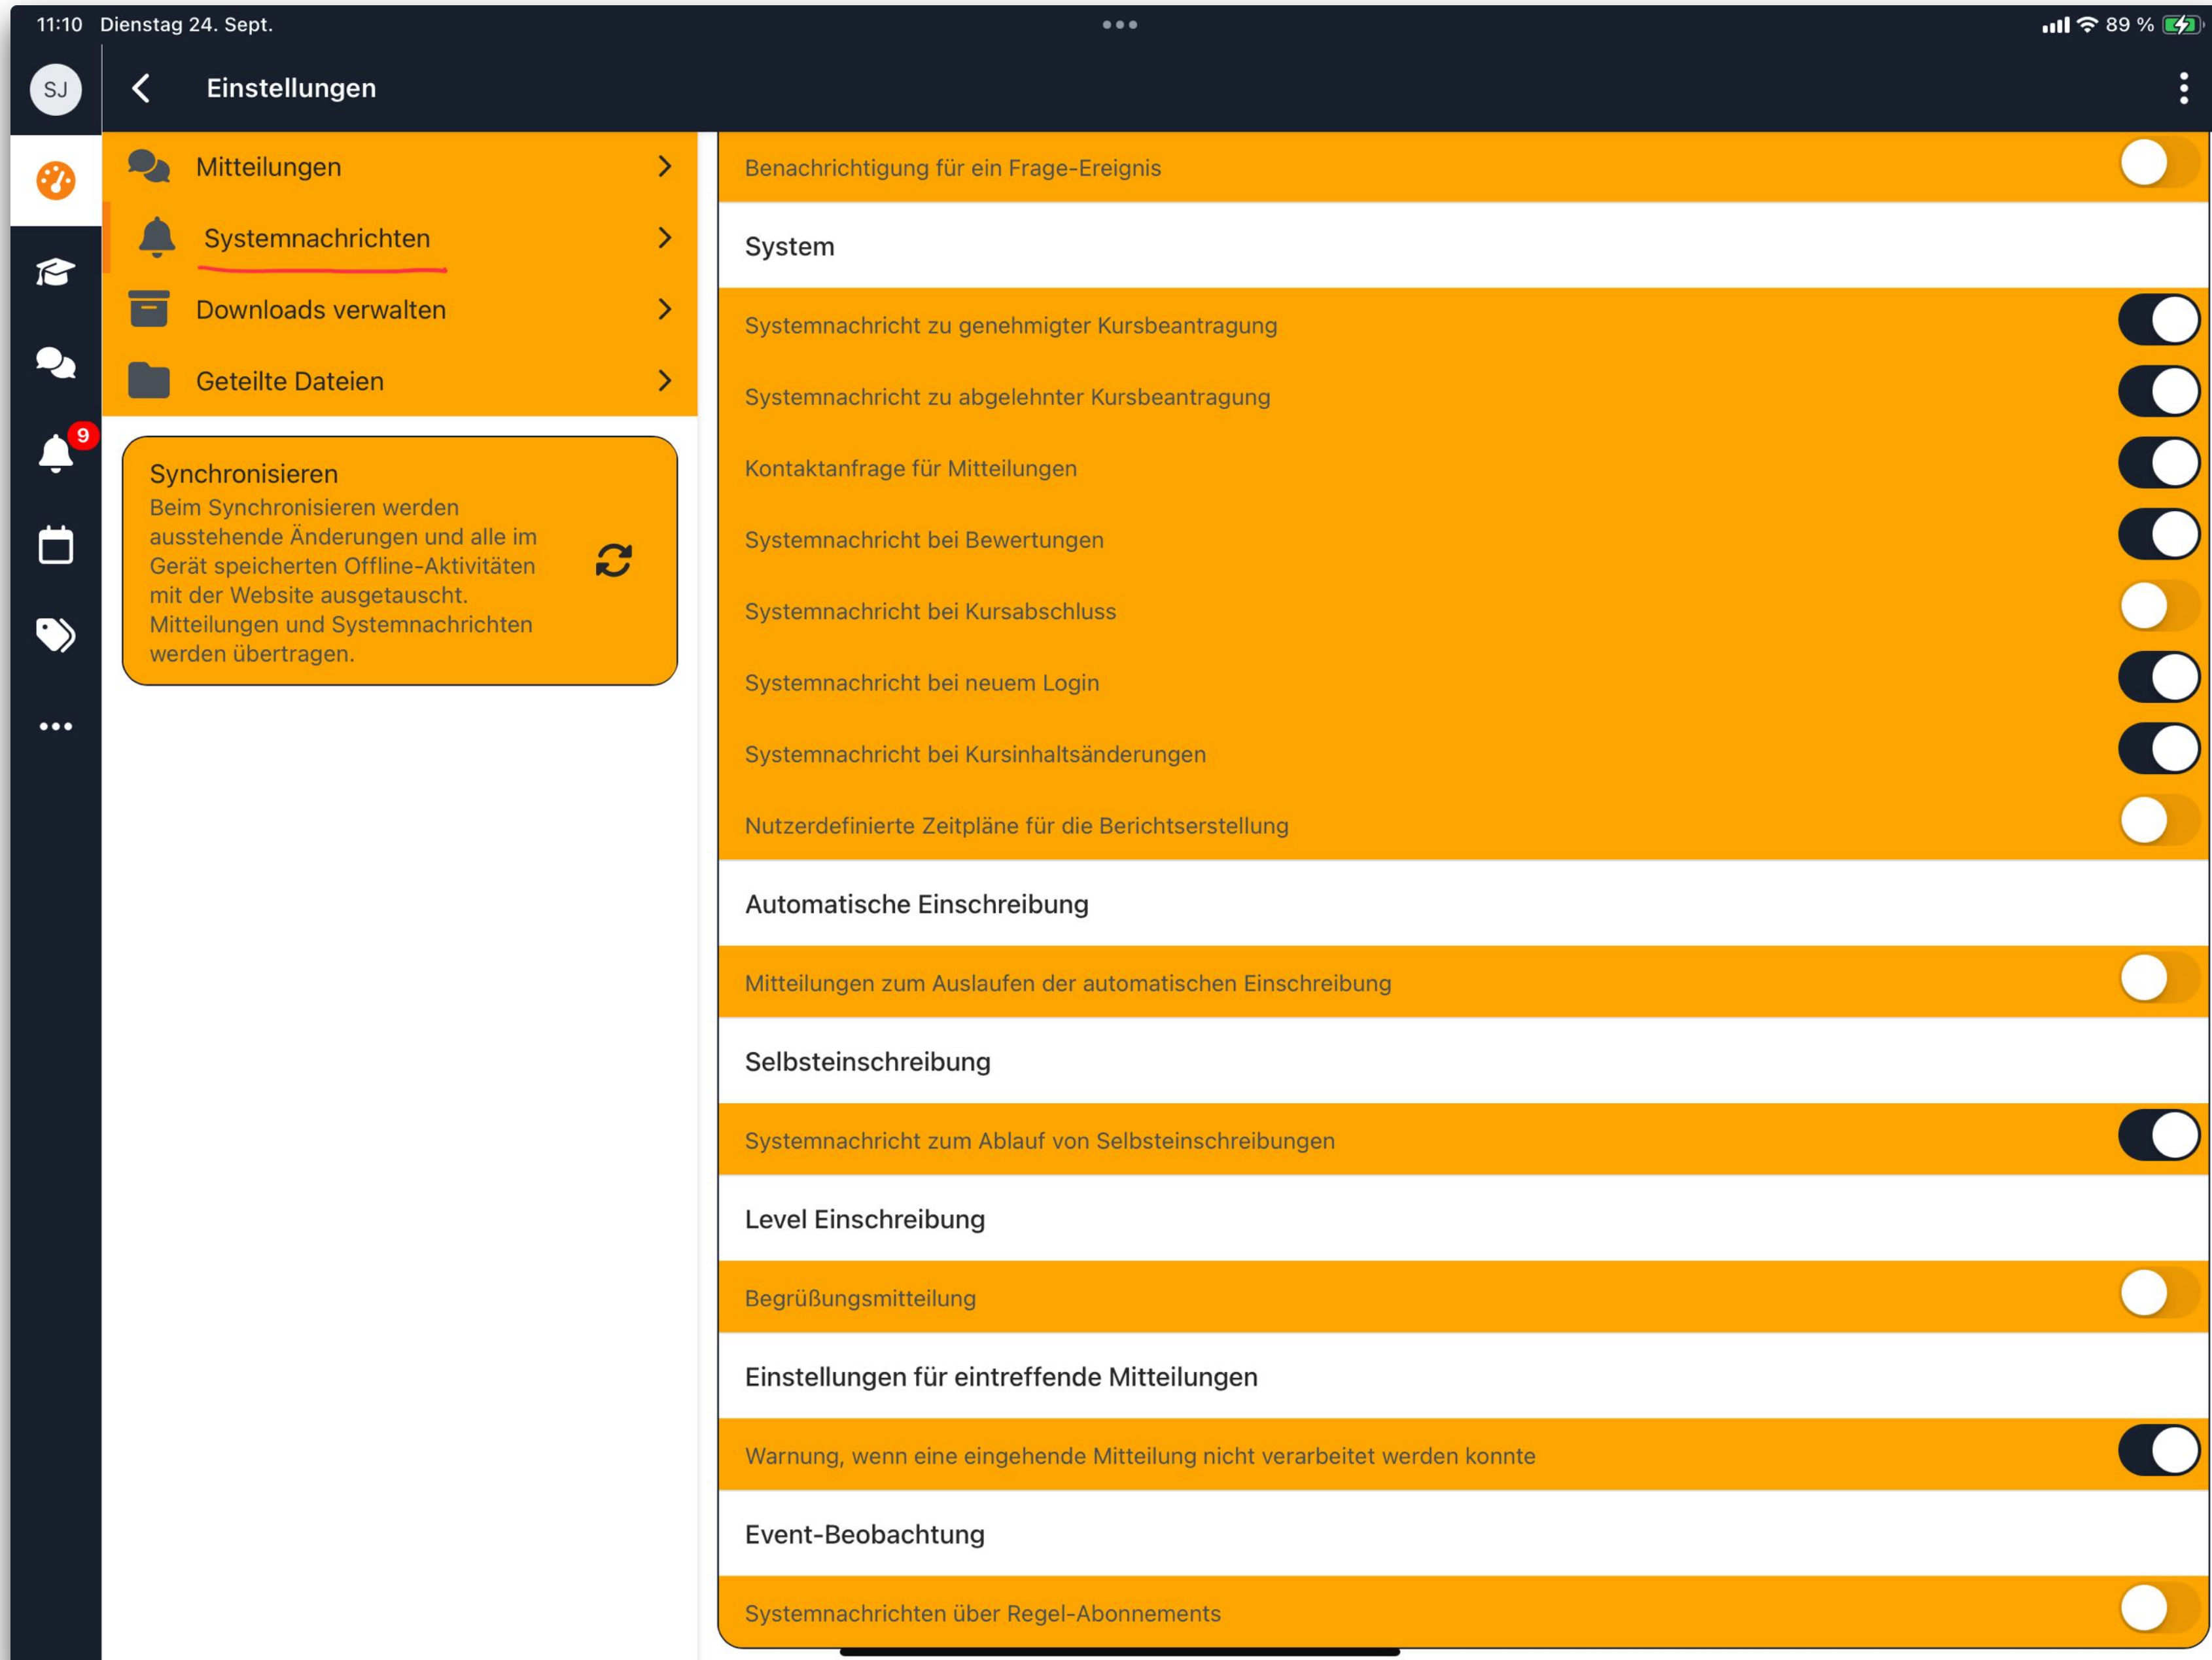 11:10 Dienstag 24. Sept.
89 %
SJ
Einstellungen
9
Mitteilungen
Systemnachrichten
Downloads verwalten
Geteilte Dateien
Synchronisieren
Beim Synchronisieren werden
ausstehende Änderungen und alle im
Gerät speicherten Offline-Aktivitäten
mit der Website ausgetauscht.
Mitteilungen und Systemnachrichten
werden übertragen.
Benachrichtigung für ein Frage-Ereignis
System
Systemnachricht zu genehmigter Kursbeantragung
Systemnachricht zu abgelehnter Kursbeantragung
Kontaktanfrage für Mitteilungen
Systemnachricht bei Bewertungen
Systemnachricht bei Kursabschluss
Systemnachricht bei neuem Login
Systemnachricht bei Kursinhaltsänderungen
Nutzerdefinierte Zeitpläne für die Berichtserstellung
Automatische Einschreibung
Mitteilungen zum Auslaufen der automatischen Einschreibung
Selbsteinschreibung
Systemnachricht zum Ablauf von Selbsteinschreibungen
Level Einschreibung
Begrüßungsmitteilung
Einstellungen für eintreffende Mitteilungen
Warnung, wenn eine eingehende Mitteilung nicht verarbeitet werden konnte
Event-Beobachtung
Systemnachrichten über Regel-Abonnements